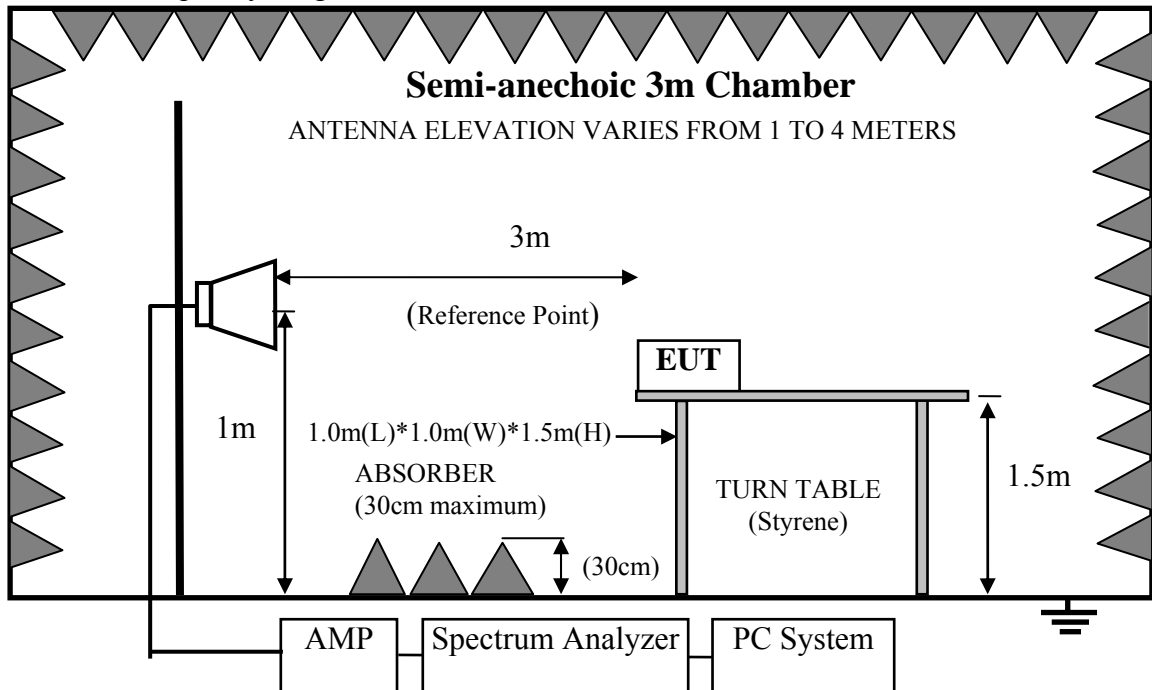 Semi-anechoic 3m Chamber
ANTENNA ELEVATION VARIES FROM 1 TO 4 METERS
3m
(Reference Point)
EUT
1m
1.0m(L)*1.0m(W)*1.5m(H)
ABSORBER
(30cm maximum)
TURN TABLE
(Styrene)
1.5m
(30cm)
AMP
Spectrum Analyzer
PC System